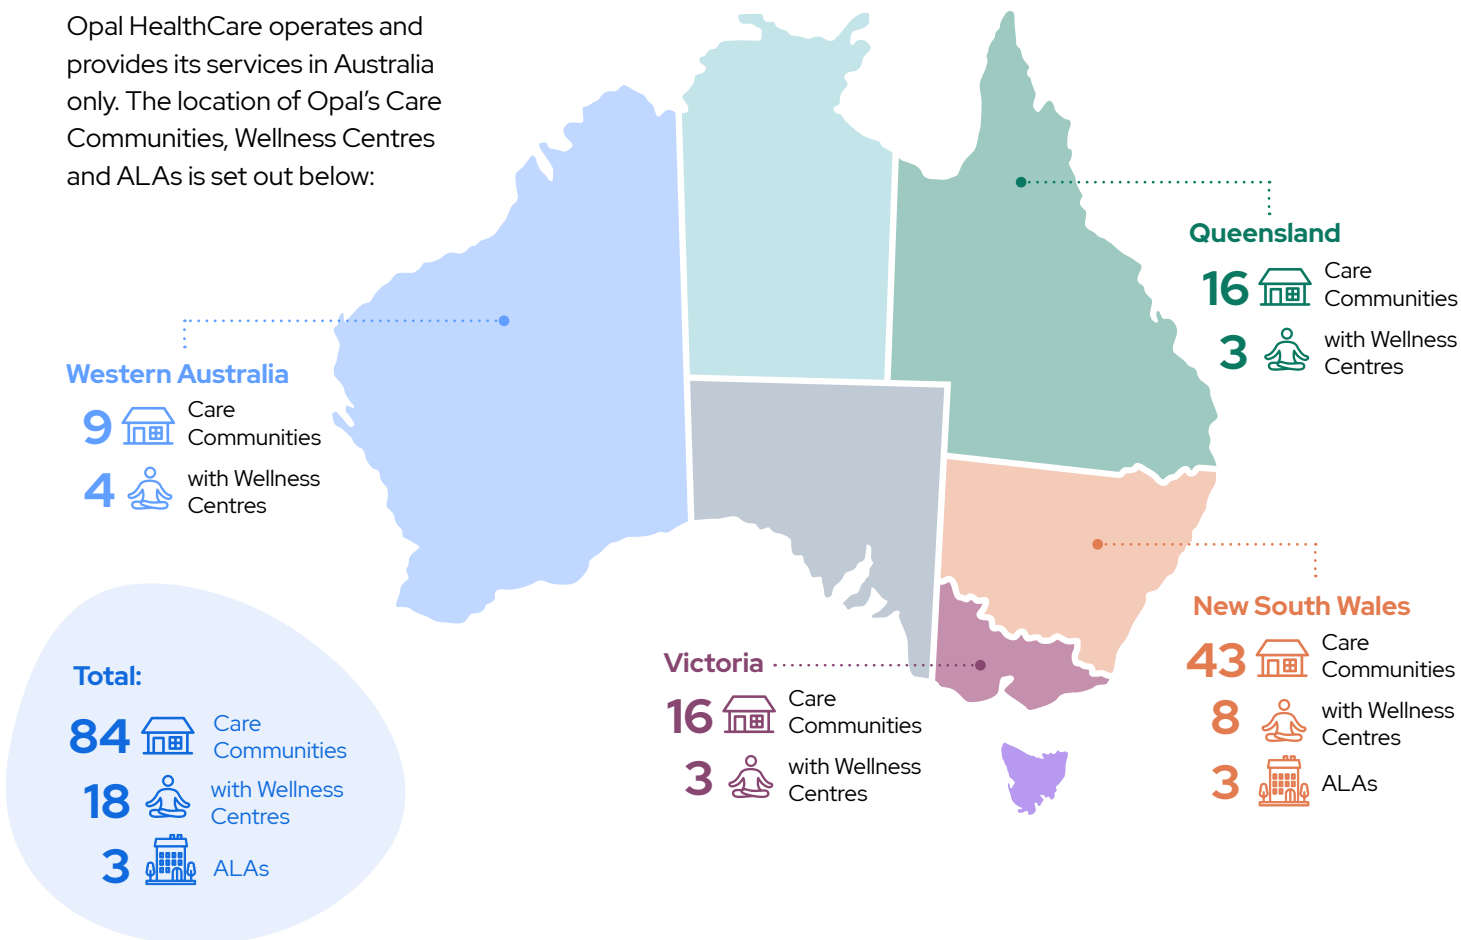 Opal HealthCare operates and
provides its services in Australia
only. The location of Opal's Care
Communities, Wellness Centres
and ALAs is set out below:
Queensland
16 Care
Communities
3 with Wellness
Centres
Western Australia
9 Care
Communities
4 with Wellness
Centres
New South Wales
43 Care
Communities
8 with Wellness
Centres
3 ALAs
Victoria
16 Care
Communities
3 with Wellness
Centres
Total:
84 Care
Communities
18 with Wellness
Centres
3 ALAs